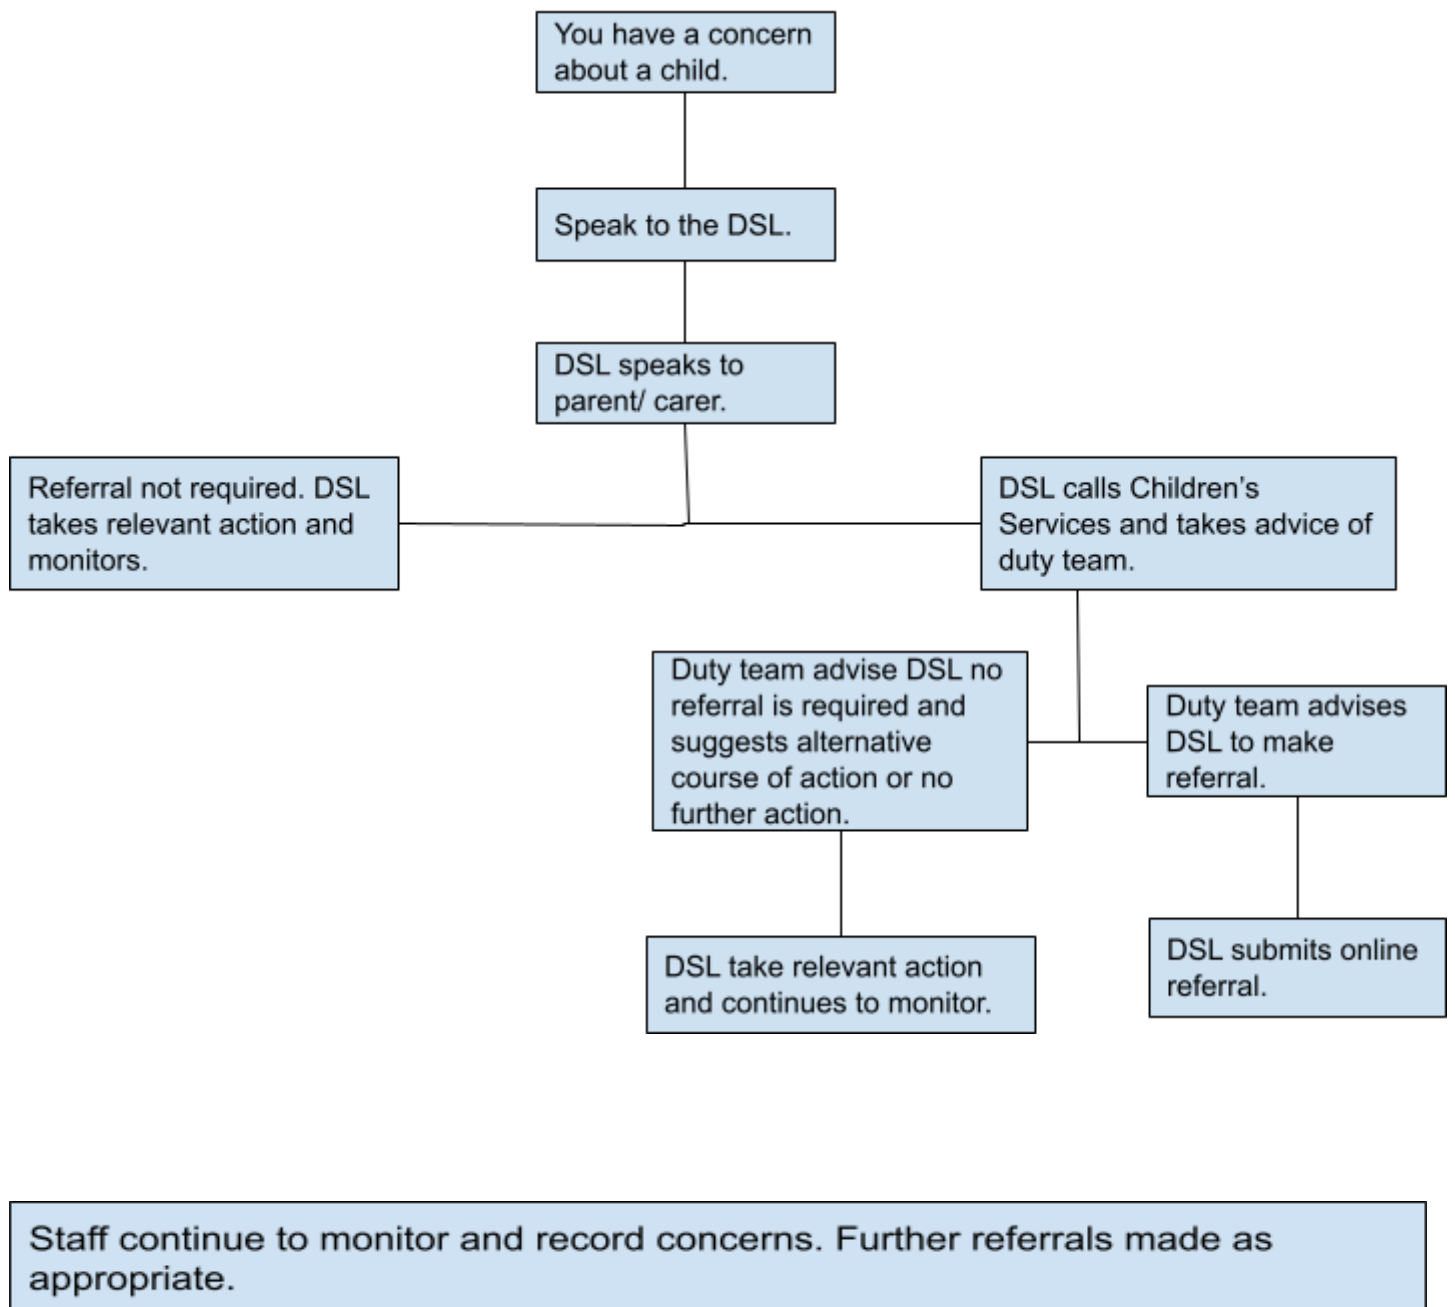 You have a concern
about a child.
Speak to the DSL.
DSL speaks to
parent/ carer.
Referral not required. DSL
takes relevant action and
monitors.
DSL calls Children’s
Services and takes advice of
duty team.
Duty team advise DSL no
referral is required and
suggests alternative
course of action or no
further action.
Duty team advises
DSL to make
referral.
DSL take relevant action
and continues to monitor.
DSL submits online
referral.
Staff continue to monitor and record concerns. Further referrals made as
appropriate.